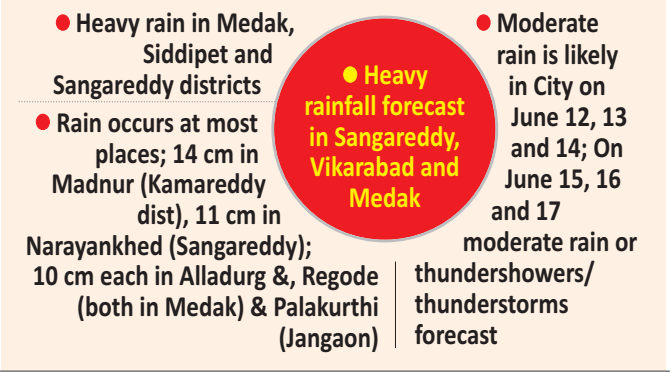 ● Heavy rain in Medak,
Siddipet and
Sangareddy districts
● Rain occurs at most
places; 14 cm in
Madnur (Kamareddy
dist), 11 cm in
Narayankhed (Sangareddy);
10 cm each in Alladurg &, Regode
(both in Medak) & Palakurthi
(Jangaon)
● Heavy
rainfall forecast
in Sangareddy,
Vikarabad and
Medak
● Moderate
rain is likely
in City on
June 12, 13
and 14; On
June 15, 16
and 17
moderate rain or
thundershowers/
thunderstorms
forecast